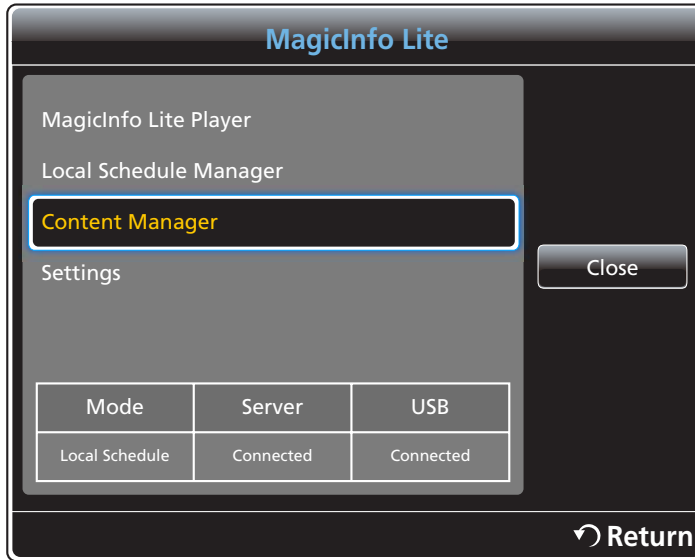 MagicInfo Lite
MagicInfo Lite Player
Local Schedule Manager
Content Manager
Settings
Close
Mode Server USB
Local Schedule Connected Connected
Return